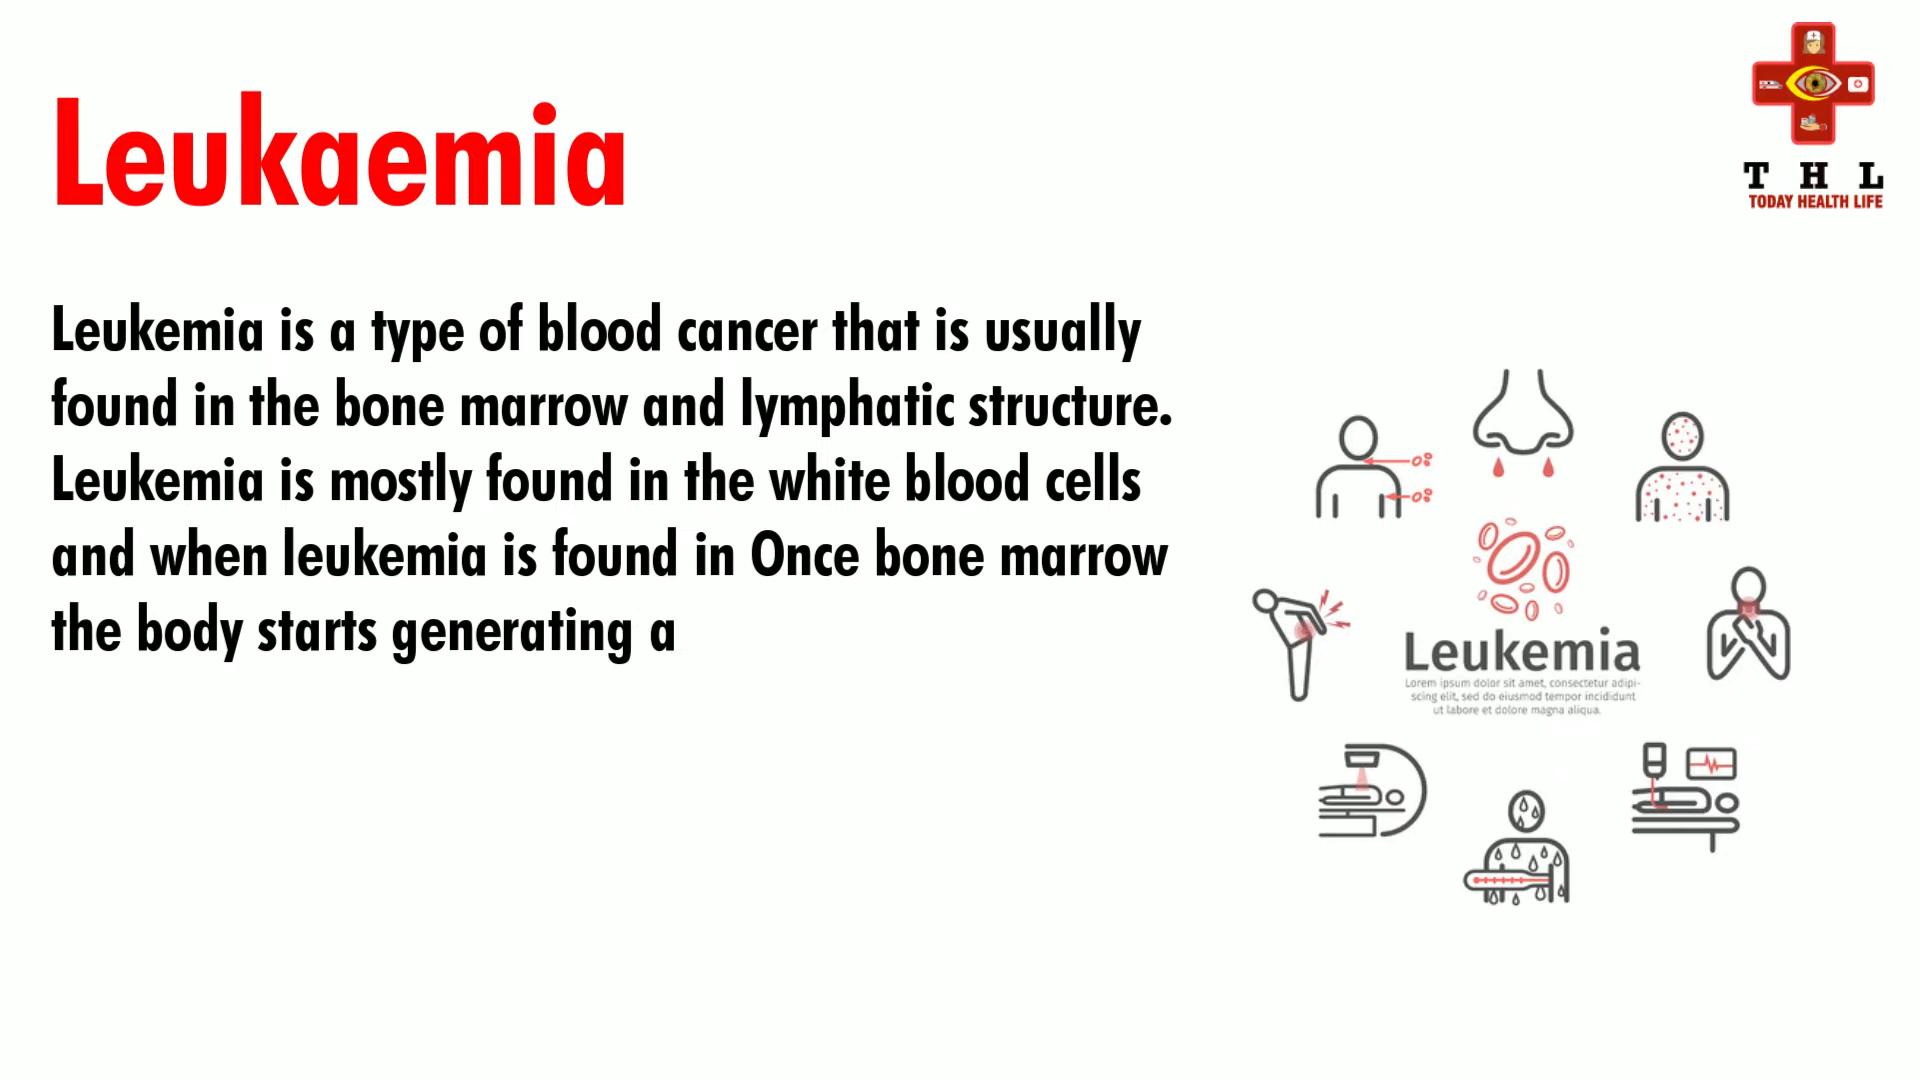 Leukaemia
T H L
TODAY HEALTH LIFE
Leukemia is a type of blood cancer that is usually
found in the bone marrow and lymphatic structure.
Leukemia is mostly found in the white blood cells
and when leukemia is found in Once bone marrow
the body starts generating a
Leukemia
Lorem ipsum dolor sit amet, consectetur adipi-
scing elit, sed do eiusmod tempor incididunt
ut labore et dolore magna aliqua.